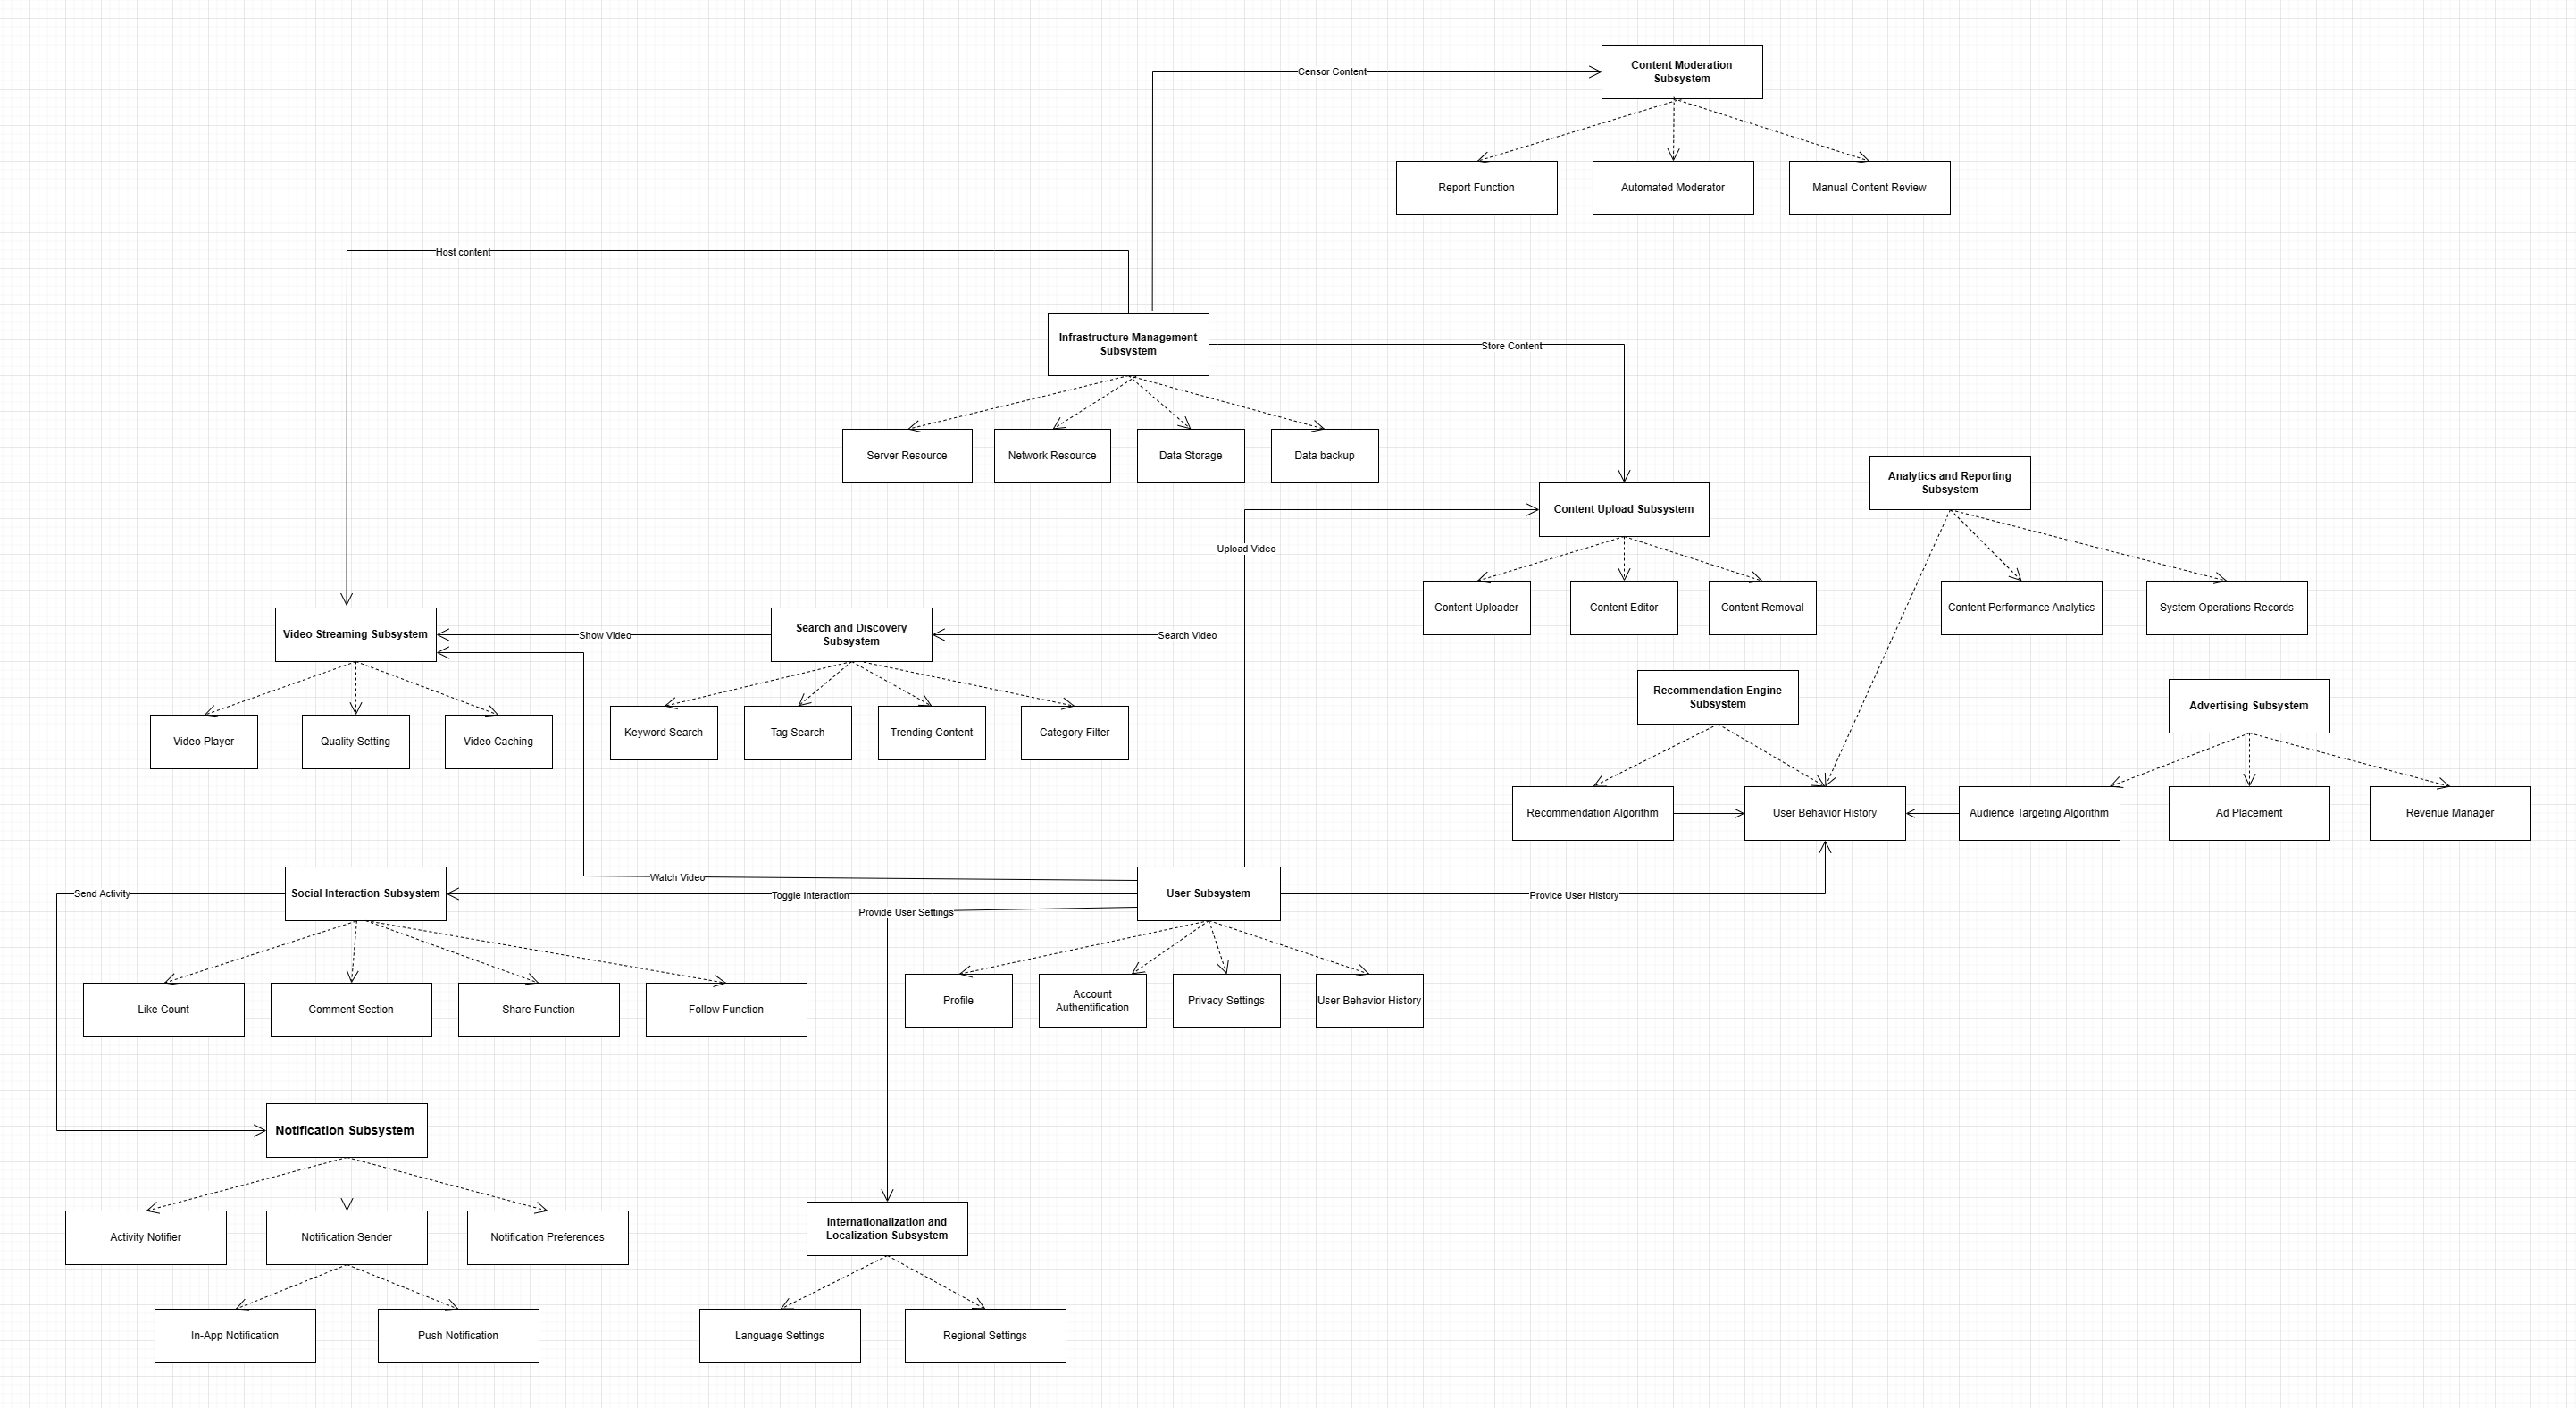 Content Moderation
Subsystem
Censor Content
Report Function
Automated Moderator
Manual Content Review
Host content
Infrastructure Management
Subsystem
Store Content
Server Resource
Network Resource
Data Storage
Data backup
Analytics and Reporting
Subsystem
Content Upload Subsystem
Upload Video
Content Uploader
Content Editor
Content Removal
Content Performance Analytics
System Operations Records
Video Streaming Subsystem
Show Video
Search and Discovery
Subsystem
Search Video
Video Player
Quality Setting
Video Caching
Keyword Search
Tag Search
Trending Content
Category Filter
Recommendation Engine
Subsystem
Advertising Subsystem
Recommendation Algorithm
User Behavior History
Audience Targeting Algorithm
Ad Placement
Revenue Manager
Watch Video
Send Activity
Social Interaction Subsystem
Toggle Interaction
User Subsystem
Provice User History
Provide User Settings
Like Count
Comment Section
Share Function
Follow Function
Profile
Account
Authentification
Privacy Settings
User Behavior History
Notification Subsystem
Activity Notifier
Notification Sender
Notification Preferences
Internationalization and
Localization Subsystem
In-App Notification
Push Notification
Language Settings
Regional Settings